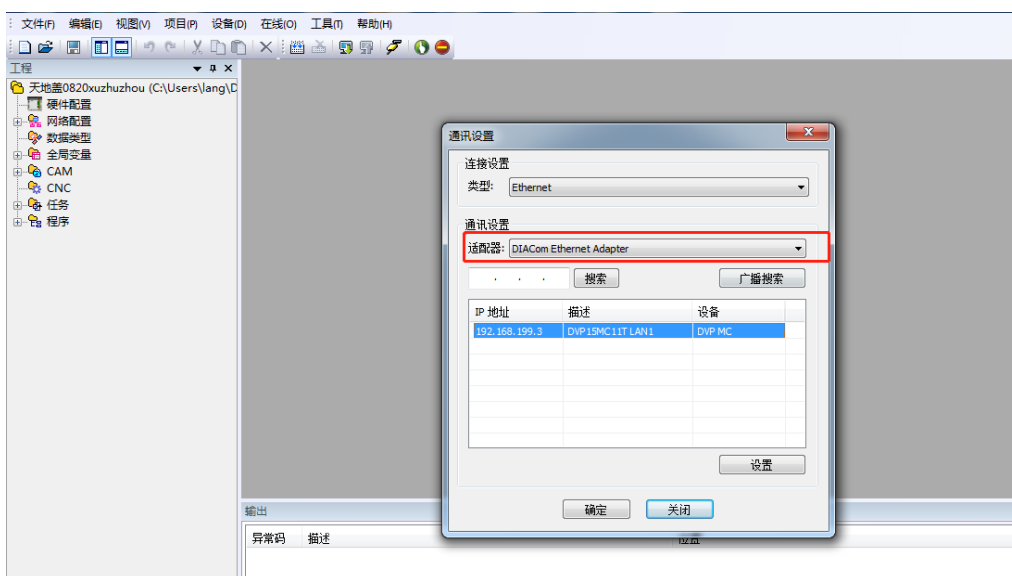 文件(F) 编辑(E) 视图(V) 项目(P) 设备(D) 在线(O) 工具(T) 帮助(H)
工程
天地盖0820xuzhuzhou (C:\Users\lang\D
硬件配置
网络配置
数据类型
全局变量
CAM
CNC
任务
程序
通讯设置
连接设置
类型: Ethernet
通讯设置
适配器: DIACom Ethernet Adapter
. . . 搜索 广播搜索
IP 地址 描述 设备
192.168.199.3 DVP15MC11T LAN1 DVP MC
设置
确定 关闭
输出
异常码 描述 位置